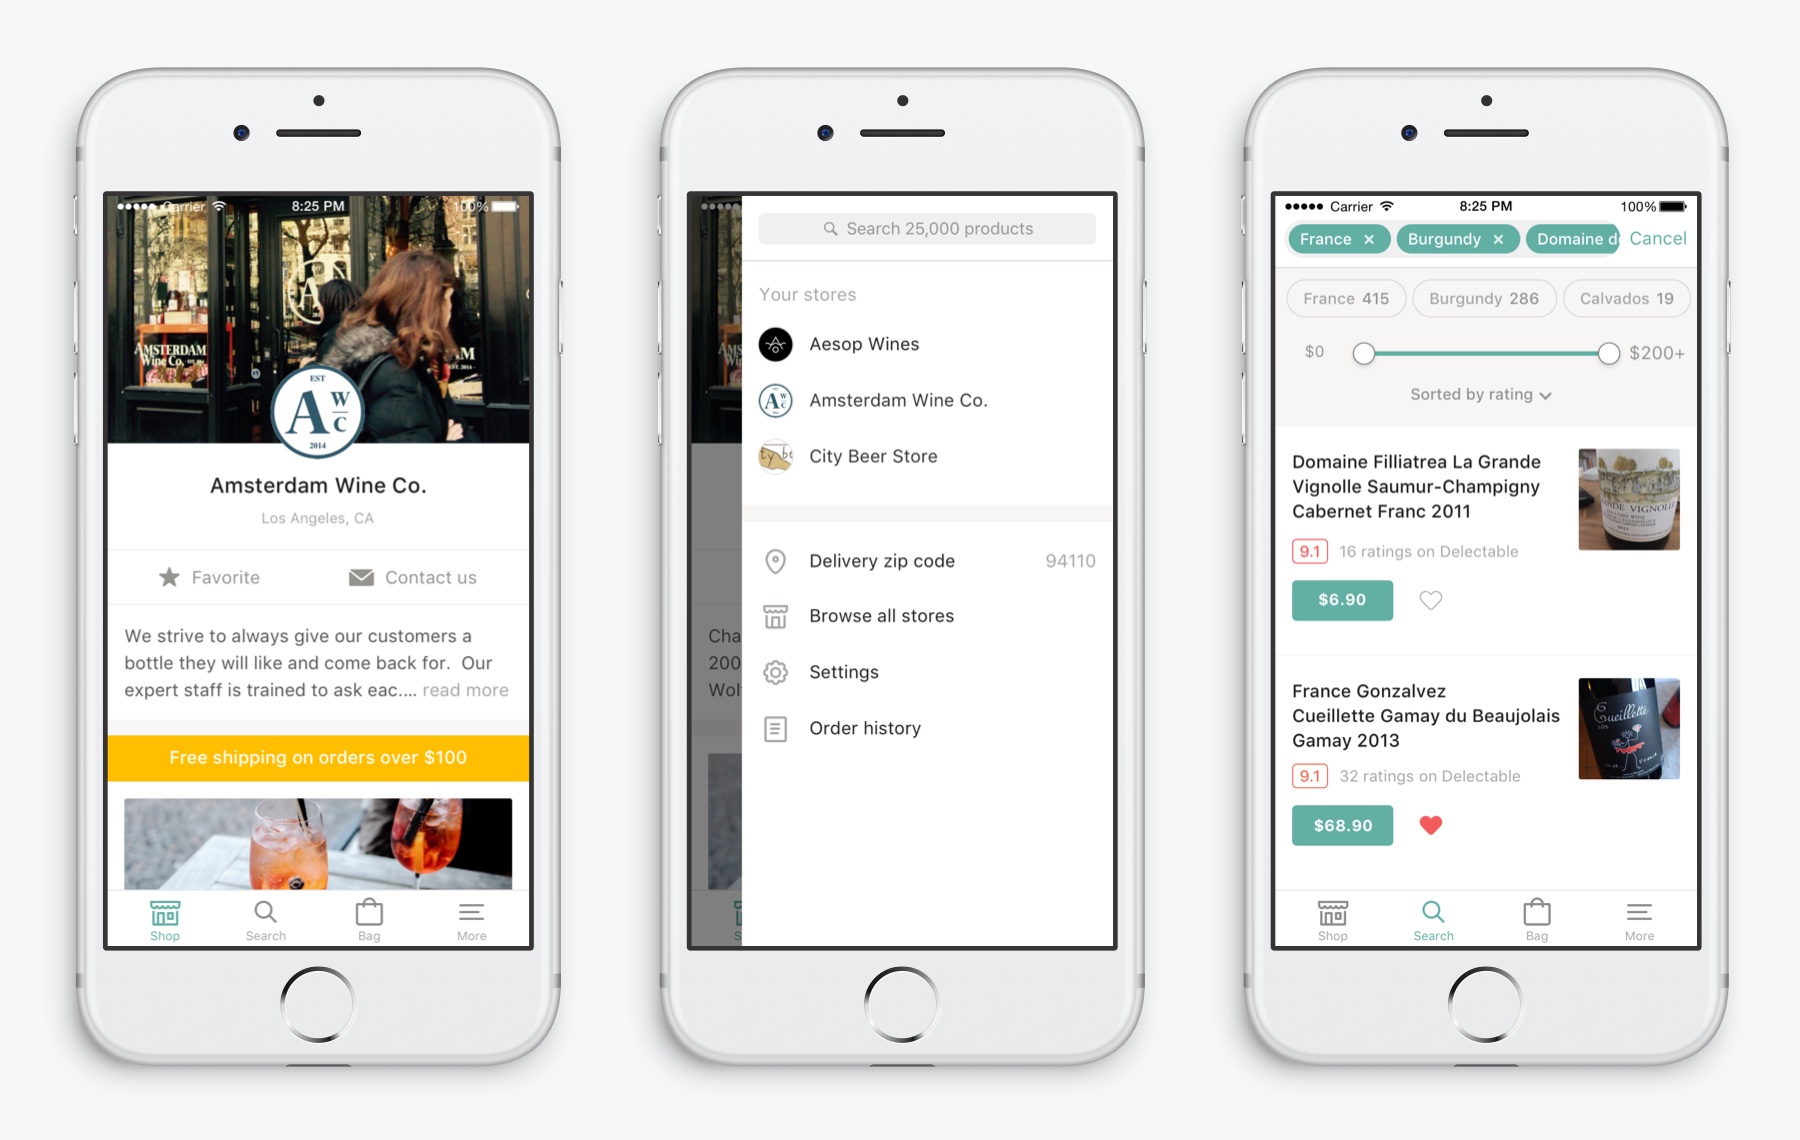 Carrier
8:25 PM
100%
AMSTERDAM
Wine Co.
EST
A W C
2014
Amsterdam Wine Co.
Los Angeles, CA
Favorite
Contact us
We strive to always give our customers a
bottle they will like and come back for. Our
expert staff is trained to ask eac.... read more
Free shipping on orders over $100
Shop
Search
Bag
More
Search 25,000 products
Your stores
Aesop Wines
Amsterdam Wine Co.
City Beer Store
Delivery zip code 94110
Browse all stores
Settings
Order history
Cha
200
Wol
S
Carrier
8:25 PM
100%
France ×
Burgundy ×
Domaine d
Cancel
France 415
Burgundy 286
Calvados 19
$0
$200+
Sorted by rating
Domaine Filliatrea La Grande
Vignolle Saumur-Champigny
Cabernet Franc 2011
9.1 16 ratings on Delectable
$6.90
France Gonzalvez
Cueillette Gamay du Beaujolais
Gamay 2013
9.1 32 ratings on Delectable
$68.90
Cueillette
Shop
Search
Bag
More